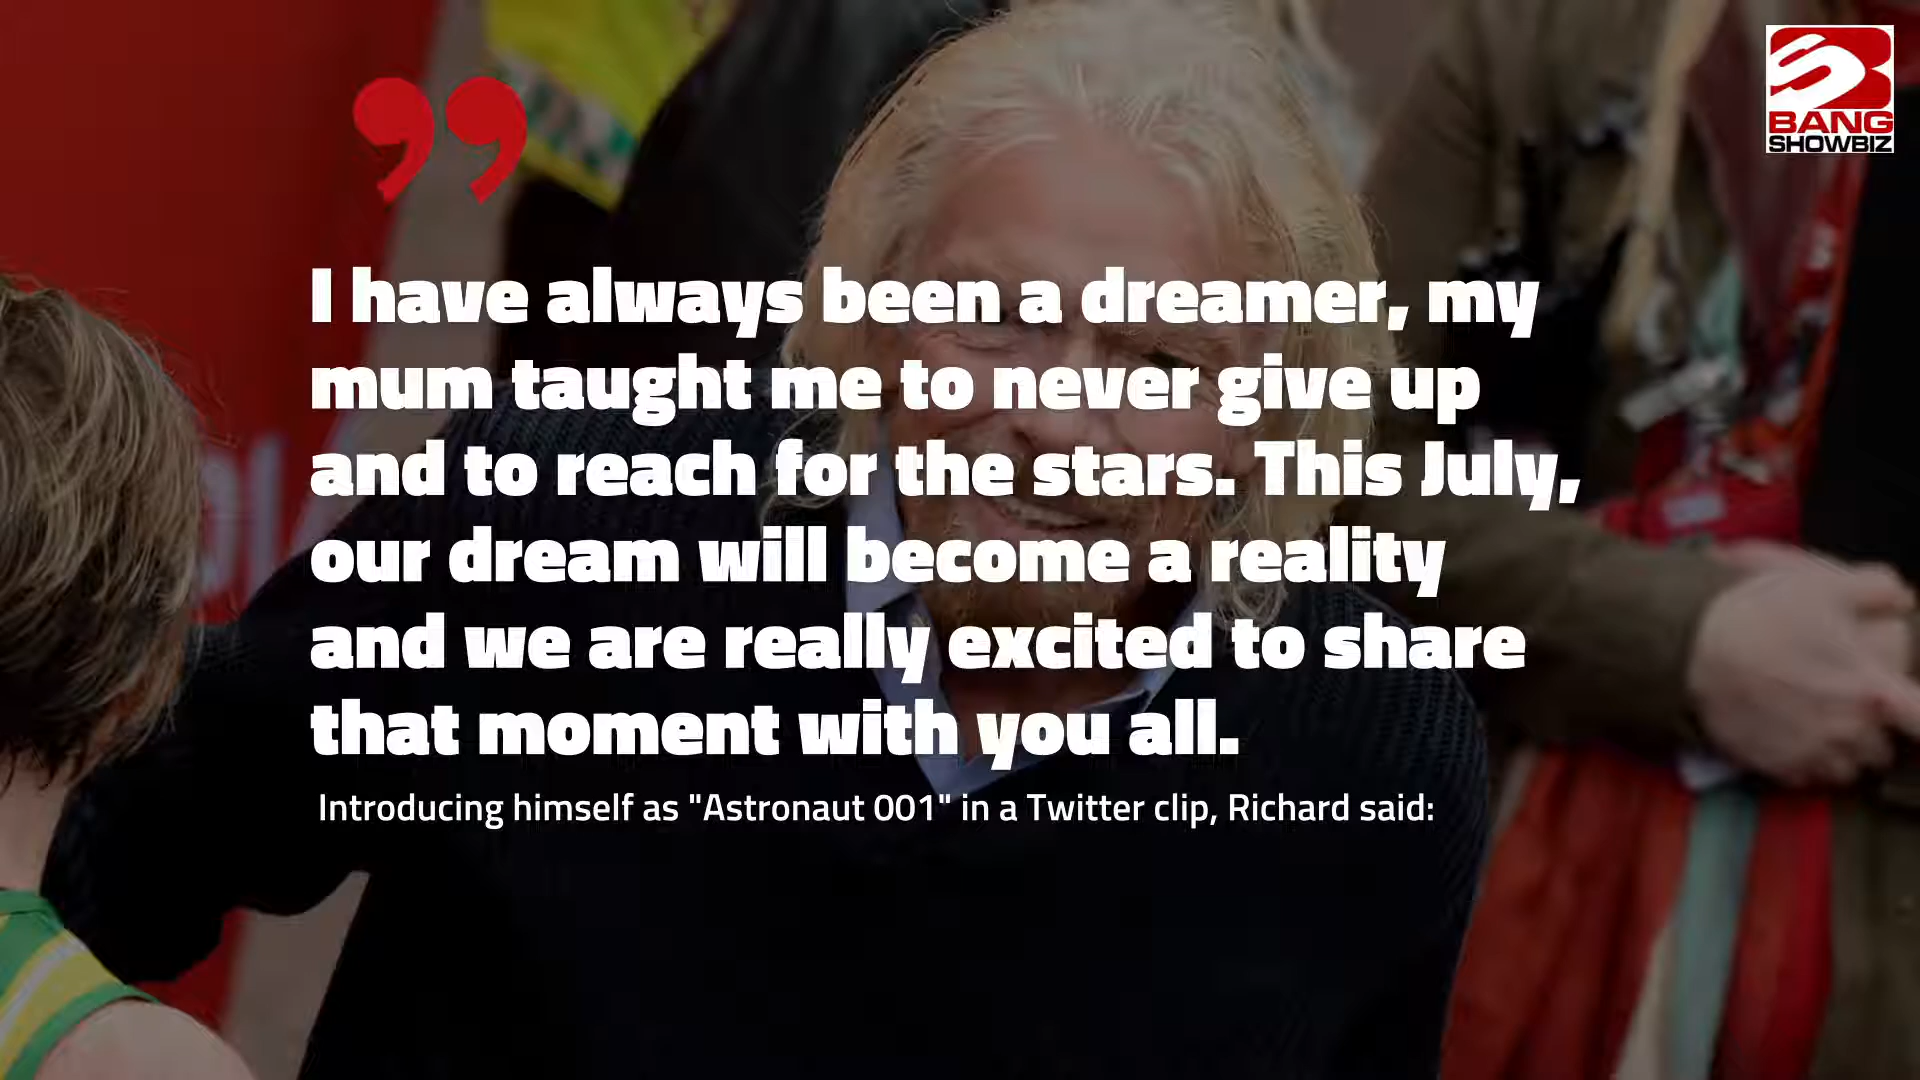 BANG
SHOWBIZ
I have always been a dreamer, my
mum taught me to never give up
and to reach for the stars. This July,
our dream will become a reality
and we are really excited to share
that moment with you all.
Introducing himself as "Astronaut 001" in a Twitter clip, Richard said: